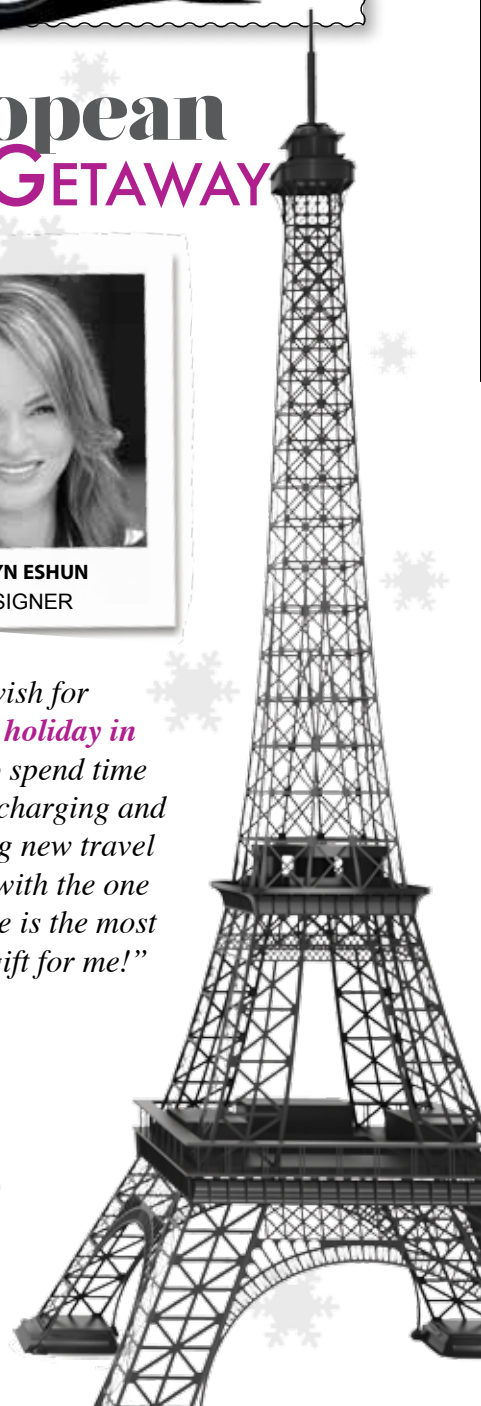 opean
GETAWAY
YN ESHUN
SIGNER
wish for
holiday in
spend time
charging and
g new travel
with the one
e is the most
gift for me!”